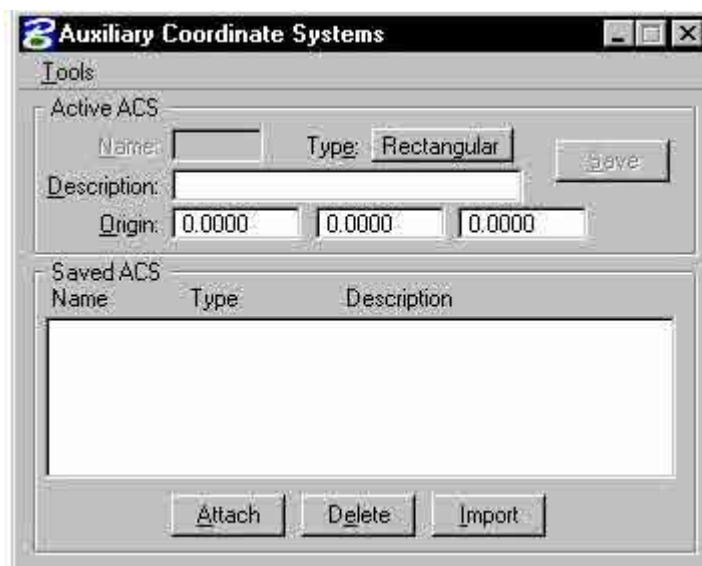 Auxiliary Coordinate Systems
Tools
Active ACS
Name: Type: Rectangular Save
Description:
Origin: 0.0000 0.0000 0.0000
Saved ACS
Name Type Description
Attach Delete Import